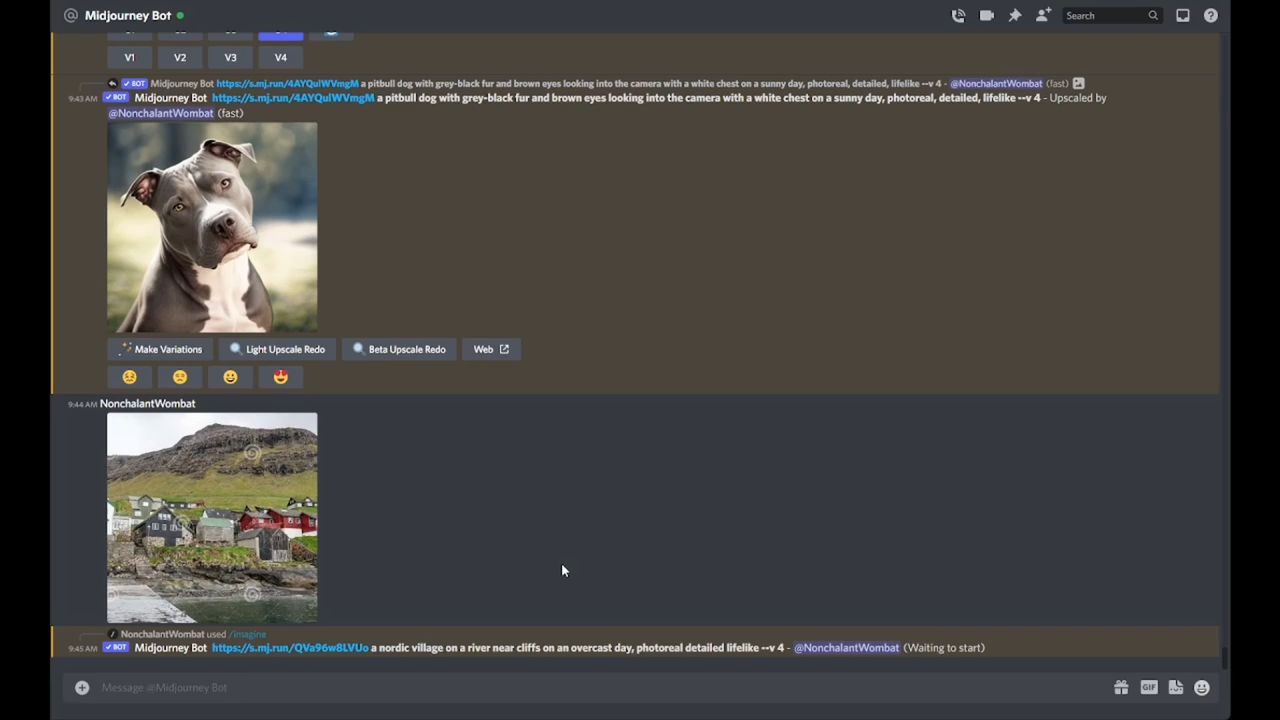 Midjourney Bot
Search
V1 V2 V3 V4
BOT Midjourney Bot https://s.mj.run/4AYQulWVmgM a pitbull dog with grey-black fur and brown eyes looking into the camera with a white chest on a sunny day, photoreal, detailed, lifelike --v 4 - @NonchalantWombat (fast)
9:43 AM BOT Midjourney Bot https://s.mj.run/4AYQulWVmgM a pitbull dog with grey-black fur and brown eyes looking into the camera with a white chest on a sunny day, photoreal, detailed, lifelike --v 4 - Upscaled by
@NonchalantWombat (fast)
Make Variations Light Upscale Redo Beta Upscale Redo Web
9:44 AM NonchalantWombat
NonchalantWombat used /imagine
9:45 AM BOT Midjourney Bot https://s.mj.run/QVa96w8LVUo a nordic village on a river near cliffs on an overcast day, photoreal detailed lifelike --v 4 - @NonchalantWombat (Waiting to start)
Message @Midjourney Bot
GIF